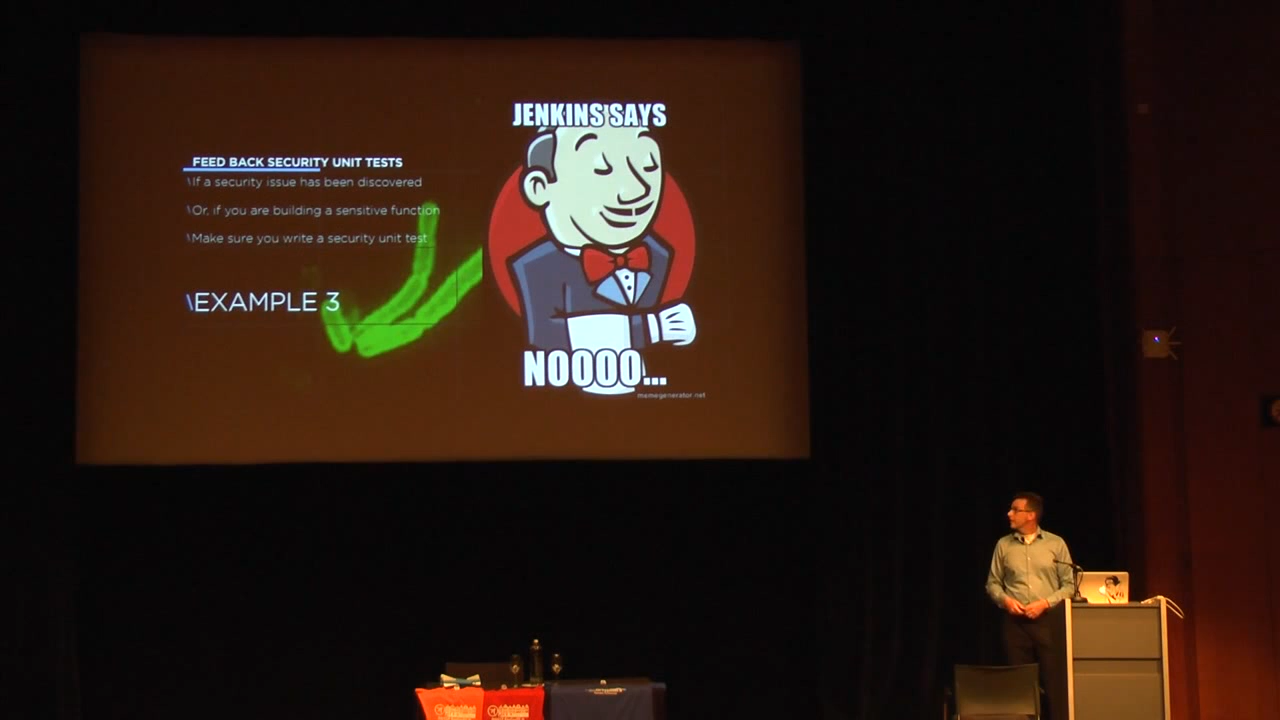 FEED BACK SECURITY UNIT TESTS
\If a security issue has been discovered
\Or, if you are building a sensitive function
\Make sure you write a security unit test
\EXAMPLE 3
JENKINS SAYS
NOOOO...
memegenerator.net